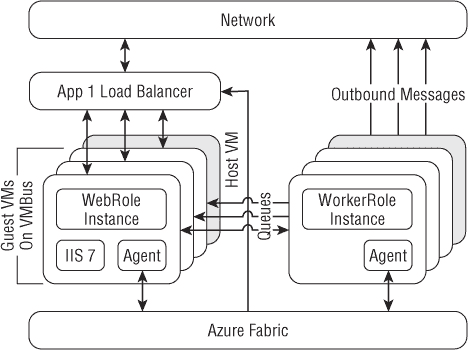 Network
App 1 Load Balancer
Outbound Messages
Host VM
Guest VMs
On VMBus
WebRole
Instance
IIS 7
Agent
Queues
WorkerRole
Instance
Agent
Azure Fabric